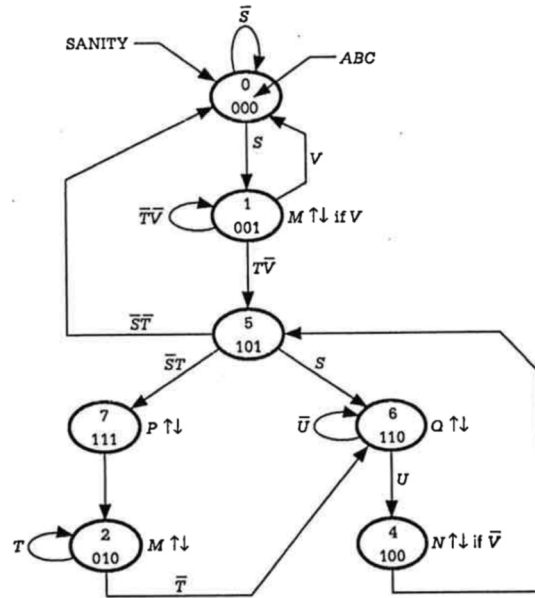 S̅
SANITY
ABC
0
000
S
V
T̅V̅
1
001
M ↑↓ if V
TV̅
5
101
S̅T̅
S̅T
S
7
111
P ↑↓
U̅
6
110
Q ↑↓
U
T
2
010
M ↑↓
4
100
N ↑↓ if V̅
T̅